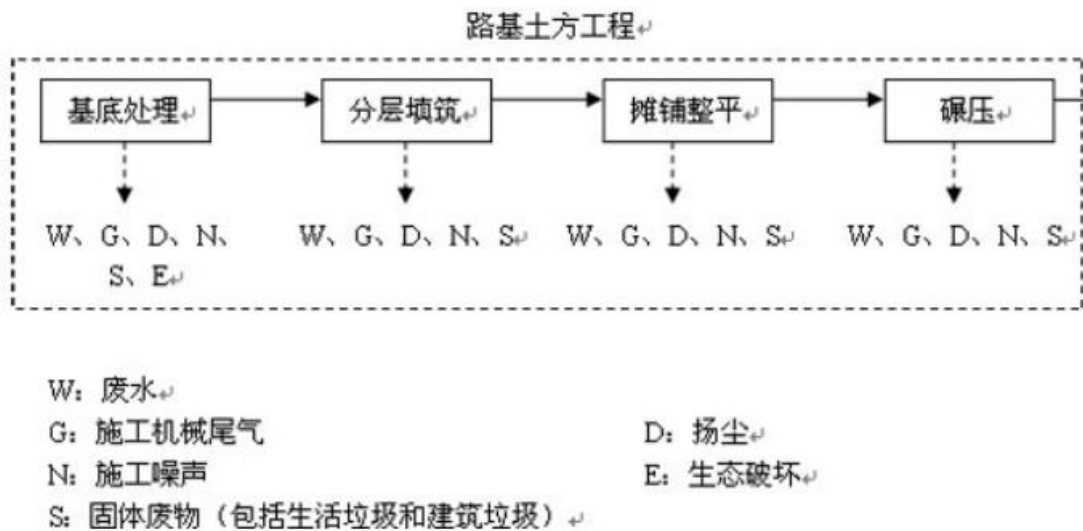 路基土方工程
基底处理 分层填筑 摊铺整平 碾压
W、G、D、N、 W、G、D、N、S W、G、D、N、S W、G、D、N、S
S、E
W：废水
G：施工机械尾气 D：扬尘
N：施工噪声 E：生态破坏
S：固体废物（包括生活垃圾和建筑垃圾）